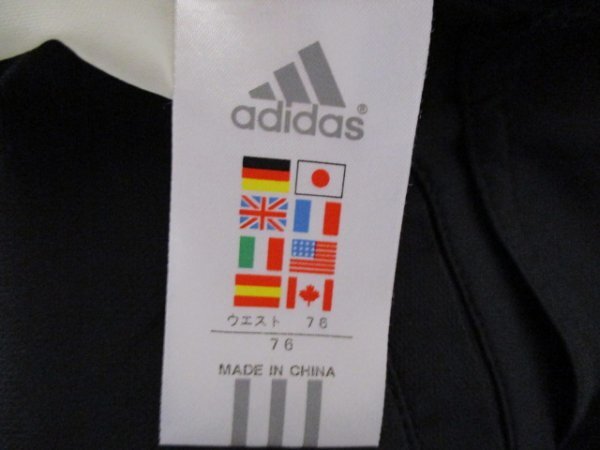 adidas®
ウエスト 76
76
MADE IN CHINA